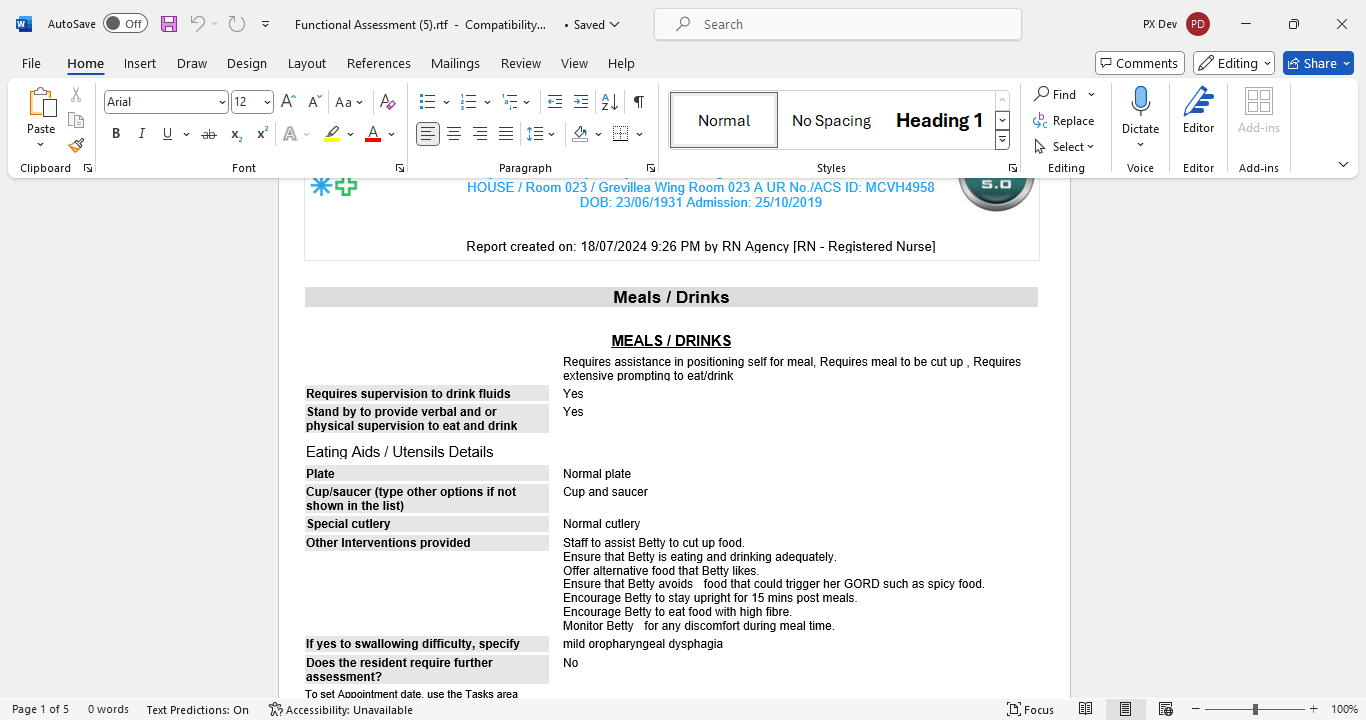 AutoSave Off Functional Assessment (5).rtf - Compatibility... • Saved Search PX Dev PD
File Home Insert Draw Design Layout References Mailings Review View Help Comments Editing Share
Paste
Clipboard
Arial 12 Aa
B I U ab x₂ x²
Font
Paragraph
Normal No Spacing Heading 1
Styles
Find
Replace
Select
Editing
Dictate
Voice
Editor
Editor
Add-ins
Add-ins
HOUSE / Room 023 / Grevillea Wing Room 023 A UR No./ACS ID: MCVH4958
DOB: 23/06/1931 Admission: 25/10/2019
5.0
Report created on: 18/07/2024 9:26 PM by RN Agency [RN - Registered Nurse]
Meals / Drinks
MEALS / DRINKS
Requires assistance in positioning self for meal, Requires meal to be cut up , Requires
extensive prompting to eat/drink
Requires supervision to drink fluids Yes
Stand by to provide verbal and or Yes
physical supervision to eat and drink
Eating Aids / Utensils Details
Plate Normal plate
Cup/saucer (type other options if not Cup and saucer
shown in the list)
Special cutlery Normal cutlery
Other Interventions provided Staff to assist Betty to cut up food.
Ensure that Betty is eating and drinking adequately.
Offer alternative food that Betty likes.
Ensure that Betty avoids food that could trigger her GORD such as spicy food.
Encourage Betty to stay upright for 15 mins post meals.
Encourage Betty to eat food with high fibre.
Monitor Betty for any discomfort during meal time.
If yes to swallowing difficulty, specify mild oropharyngeal dysphagia
Does the resident require further No
assessment?
To set Appointment date, use the Tasks area
Page 1 of 5 0 words Text Predictions: On Accessibility: Unavailable Focus 100%